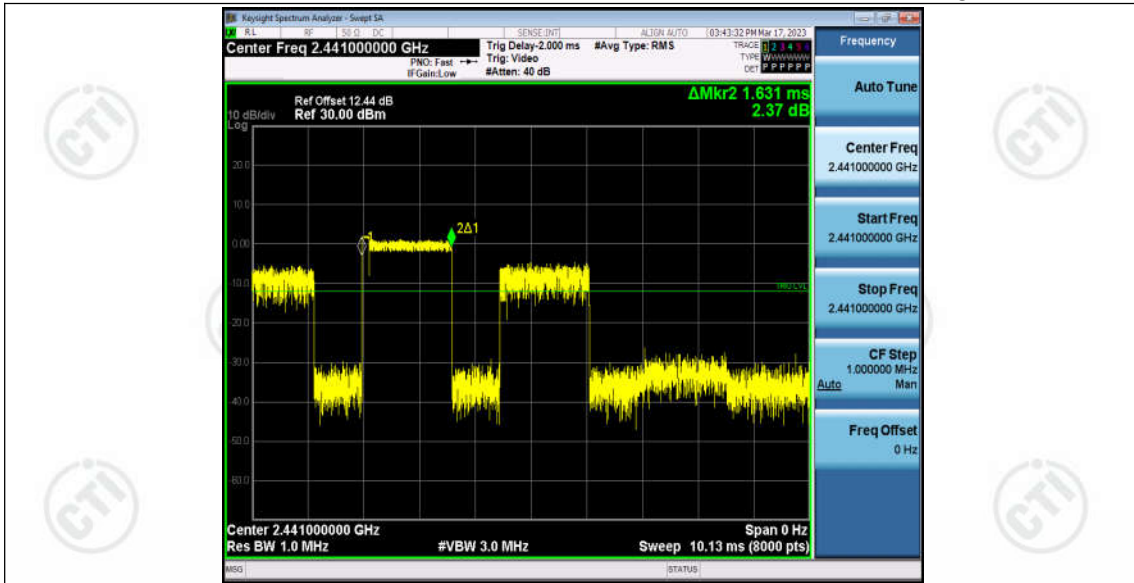 Keysight Spectrum Analyzer - Swept SA
RL RF 50 Ω DC SENSE:INT ALIGN AUTO 03:43:32 PM Mar 17, 2023
Center Freq 2.441000000 GHz
PNO: Fast
IFGain:Low
Trig Delay-2.000 ms
Trig: Video
#Atten: 40 dB
#Avg Type: RMS
TRACE 1 2 3 4 5 6
TYPE WWWWWW
DET P P P P P P
Frequency
ΔMkr2 1.631 ms
2.37 dB
Ref Offset 12.44 dB
10 dB/div Ref 30.00 dBm
Log
20.0
10.0
0.00
-10.0
-20.0
-30.0
-40.0
-50.0
-60.0
1
2Δ1
TRIG LVL
Center 2.441000000 GHz
Span 0 Hz
Res BW 1.0 MHz
#VBW 3.0 MHz
Sweep 10.13 ms (8000 pts)
MSG STATUS
Auto Tune
Center Freq
2.441000000 GHz
Start Freq
2.441000000 GHz
Stop Freq
2.441000000 GHz
CF Step
1.000000 MHz
Auto Man
Freq Offset
0 Hz
CTI
CTI
CTI
CTI